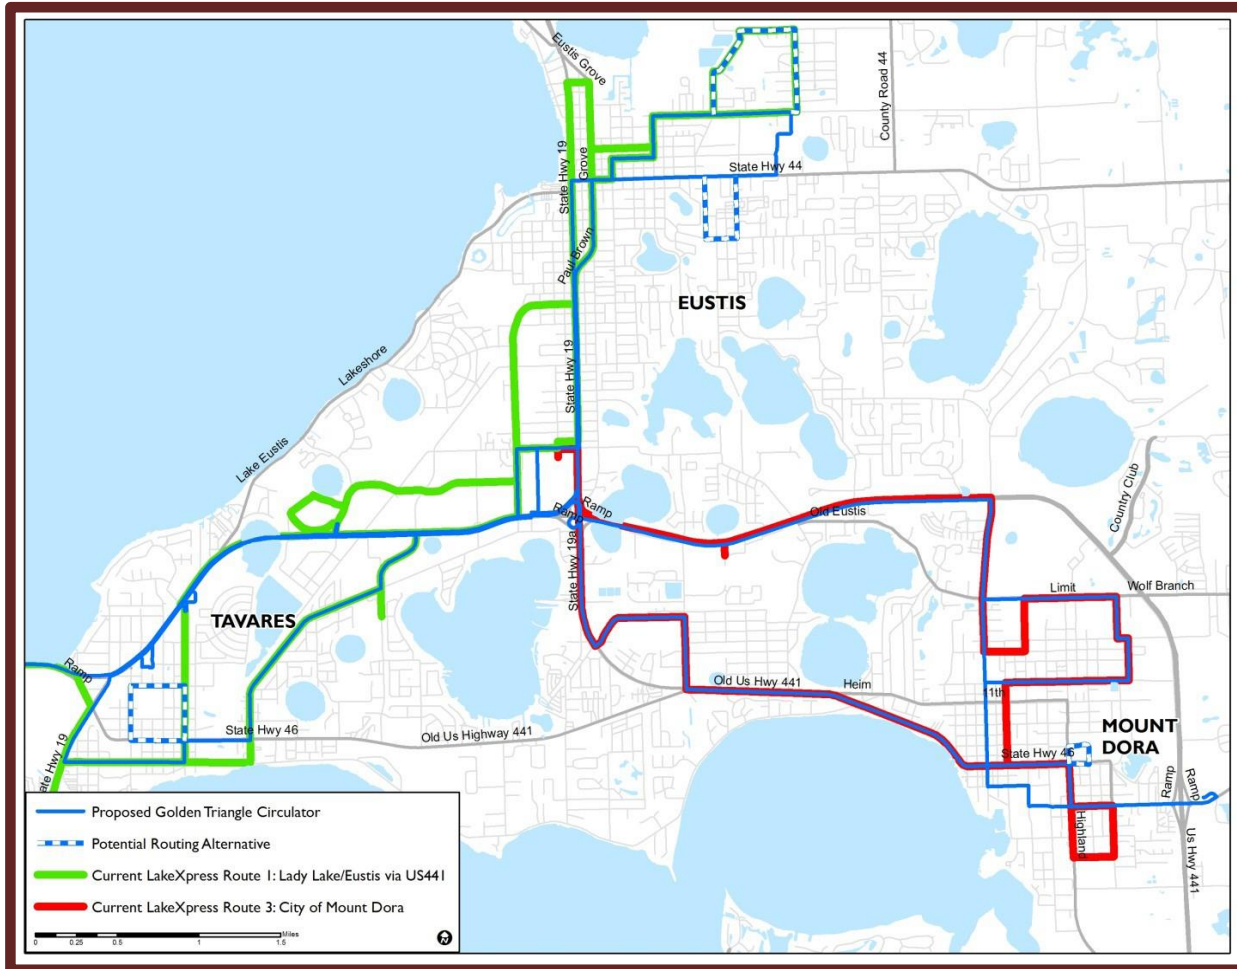 Eustis Grove
County Road 44
State Hwy 19
Grove
State Hwy 44
Paul Brown
EUSTIS
State Hwy 19
Lakeshore
Lake Eustis
Country Club
Ramp
Ramp
Old Eustis
State Hwy 19a
Limit
Wolf Branch
TAVARES
Ramp
Old Us Hwy 441
Heim
11th
State Hwy 46
Old Us Highway 441
MOUNT
DORA
State Hwy 46
ate Hwy 19
Ramp
Ramp
Highland
Us Hwy 441
Proposed Golden Triangle Circulator
Potential Routing Alternative
Current LakeXpress Route 1: Lady Lake/Eustis via US441
Current LakeXpress Route 3: City of Mount Dora
Miles
0 0.25 0.5 1 1.5
N